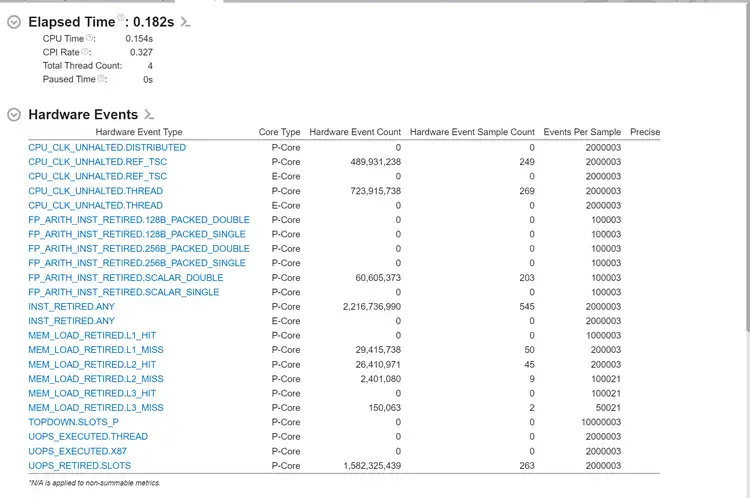 Elapsed Time ?: 0.182s
CPU Time ?: 0.154s
CPI Rate ?: 0.327
Total Thread Count: 4
Paused Time ?: 0s
Hardware Events
Hardware Event Type Core Type Hardware Event Count Hardware Event Sample Count Events Per Sample Precise
CPU_CLK_UNHALTED.DISTRIBUTED P-Core 0 0 2000003
CPU_CLK_UNHALTED.REF_TSC P-Core 489,931,238 249 2000003
CPU_CLK_UNHALTED.REF_TSC E-Core 0 0 2000003
CPU_CLK_UNHALTED.THREAD P-Core 723,915,738 269 2000003
CPU_CLK_UNHALTED.THREAD E-Core 0 0 2000003
FP_ARITH_INST_RETIRED.128B_PACKED_DOUBLE P-Core 0 0 100003
FP_ARITH_INST_RETIRED.128B_PACKED_SINGLE P-Core 0 0 100003
FP_ARITH_INST_RETIRED.256B_PACKED_DOUBLE P-Core 0 0 100003
FP_ARITH_INST_RETIRED.256B_PACKED_SINGLE P-Core 0 0 100003
FP_ARITH_INST_RETIRED.SCALAR_DOUBLE P-Core 60,605,373 203 100003
FP_ARITH_INST_RETIRED.SCALAR_SINGLE P-Core 0 0 100003
INST_RETIRED.ANY P-Core 2,216,736,990 545 2000003
INST_RETIRED.ANY E-Core 0 0 2000003
MEM_LOAD_RETIRED.L1_HIT P-Core 0 0 1000003
MEM_LOAD_RETIRED.L1_MISS P-Core 29,415,738 50 200003
MEM_LOAD_RETIRED.L2_HIT P-Core 26,410,971 45 200003
MEM_LOAD_RETIRED.L2_MISS P-Core 2,401,080 9 100021
MEM_LOAD_RETIRED.L3_HIT P-Core 0 0 100021
MEM_LOAD_RETIRED.L3_MISS P-Core 150,063 2 50021
TOPDOWN.SLOTS_P P-Core 0 0 10000003
UOPS_EXECUTED.THREAD P-Core 0 0 2000003
UOPS_EXECUTED.X87 P-Core 0 0 2000003
UOPS_RETIRED.SLOTS P-Core 1,582,325,439 263 2000003
*N/A is applied to non-summable metrics.